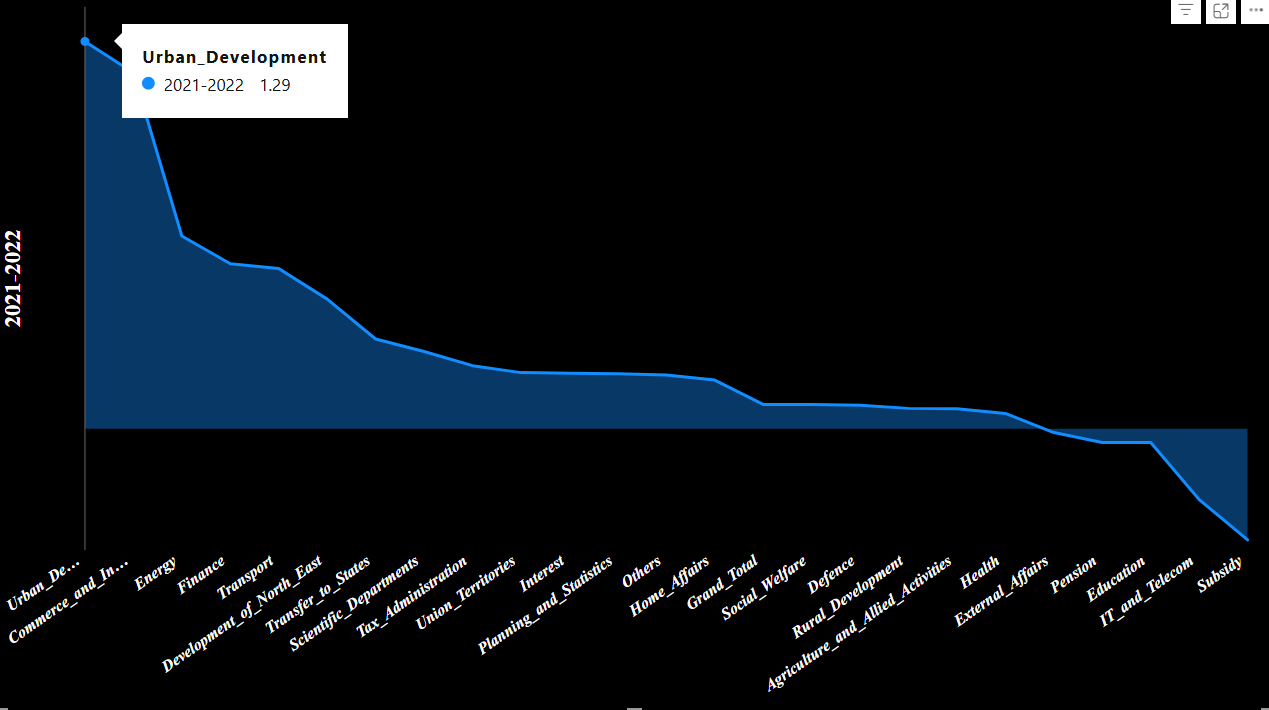 Urban_Development
2021-2022 1.29
2021-2022
Urban_De...
Commerce_and_In...
Energy
Finance
Transport
Development_of_North_East
Transfer_to_States
Scientific_Departments
Tax_Administration
Union_Territories
Interest
Planning_and_Statistics
Others
Home_Affairs
Grand_Total
Social_Welfare
Defence
Rural_Development
Agriculture_and_Allied_Activities
Health
External_Affairs
Pension
Education
IT_and_Telecom
Subsidy